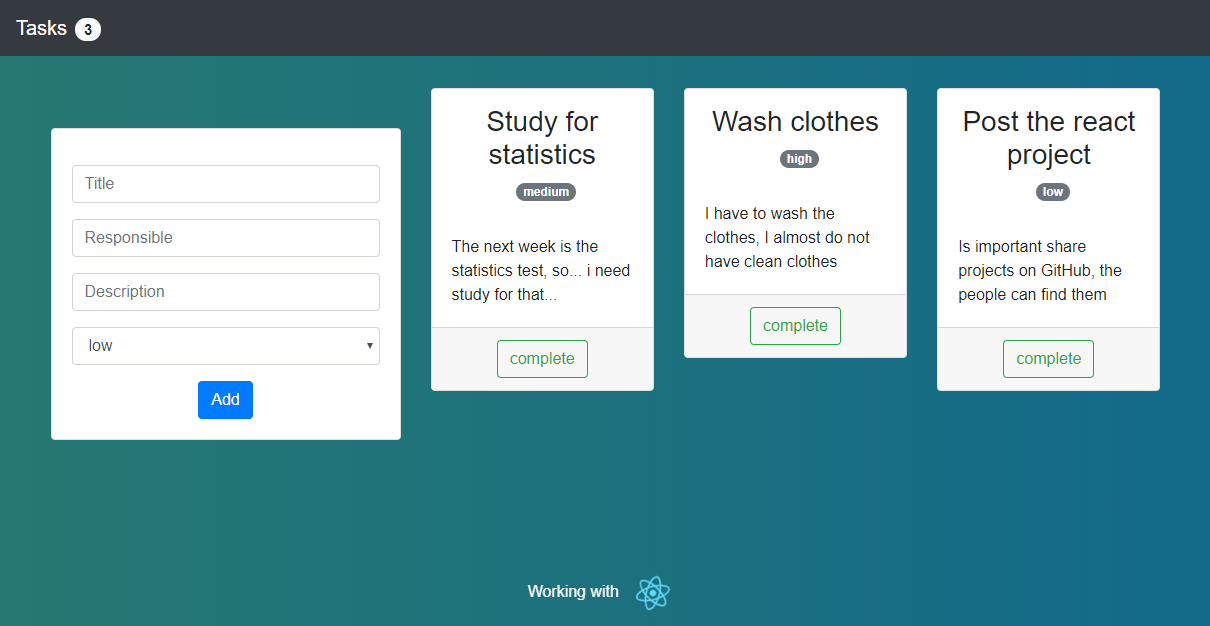 Tasks 3
Title
Responsible
Description
low
Add
Study for
statistics
medium
The next week is the
statistics test, so... i need
study for that...
complete
Wash clothes
high
I have to wash the
clothes, I almost do not
have clean clothes
complete
Post the react
project
low
Is important share
projects on GitHub, the
people can find them
complete
Working with